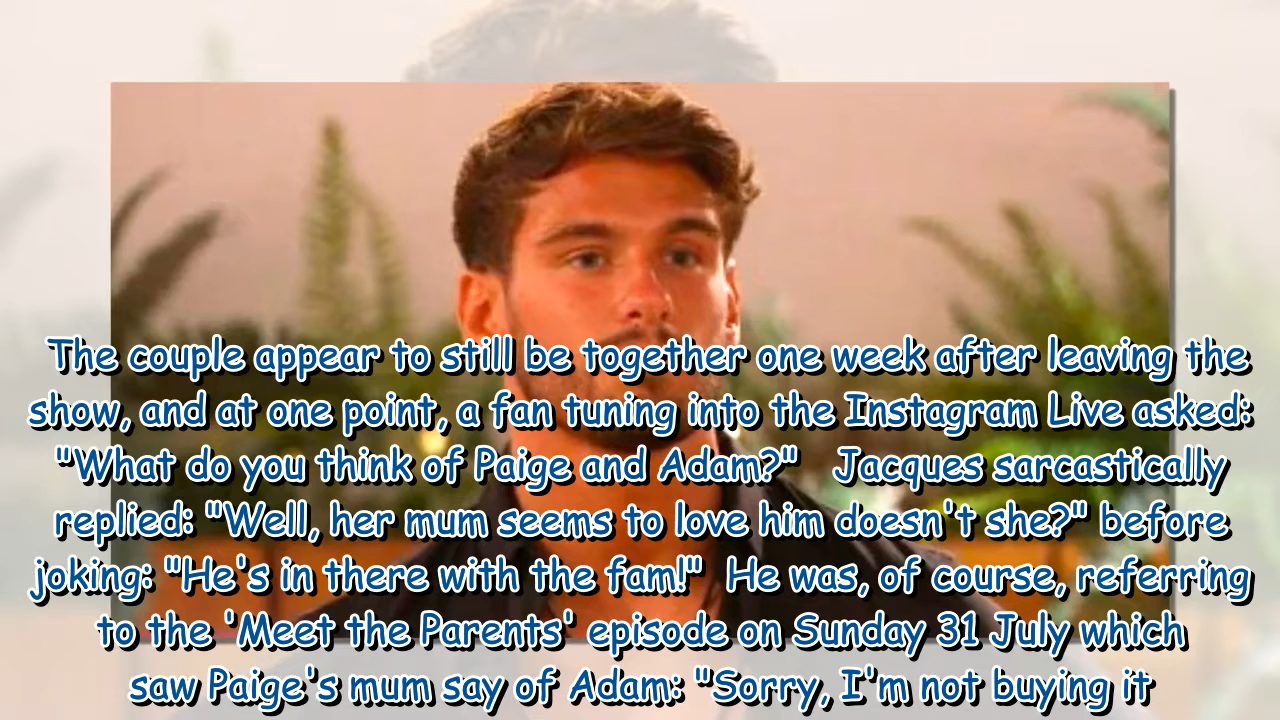 The couple appear to still be together one week after leaving the
show, and at one point, a fan tuning into the Instagram Live asked:
"What do you think of Paige and Adam?" Jacques sarcastically
replied: "Well, her mum seems to love him doesn't she?" before
joking: "He's in there with the fam!" He was, of course, referring
to the 'Meet the Parents' episode on Sunday 31 July which
saw Paige's mum say of Adam: "Sorry, I'm not buying it